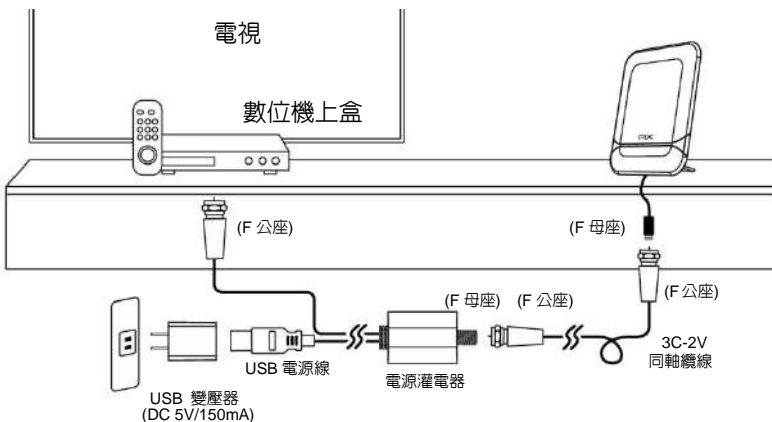 電視
數位機上盒
PX
(F 公座)
(F 母座)
(F 公座)
(F 母座)
(F 公座)
3C-2V
同軸纜線
USB 電源線
電源灌電器
USB 變壓器
(DC 5V/150mA)